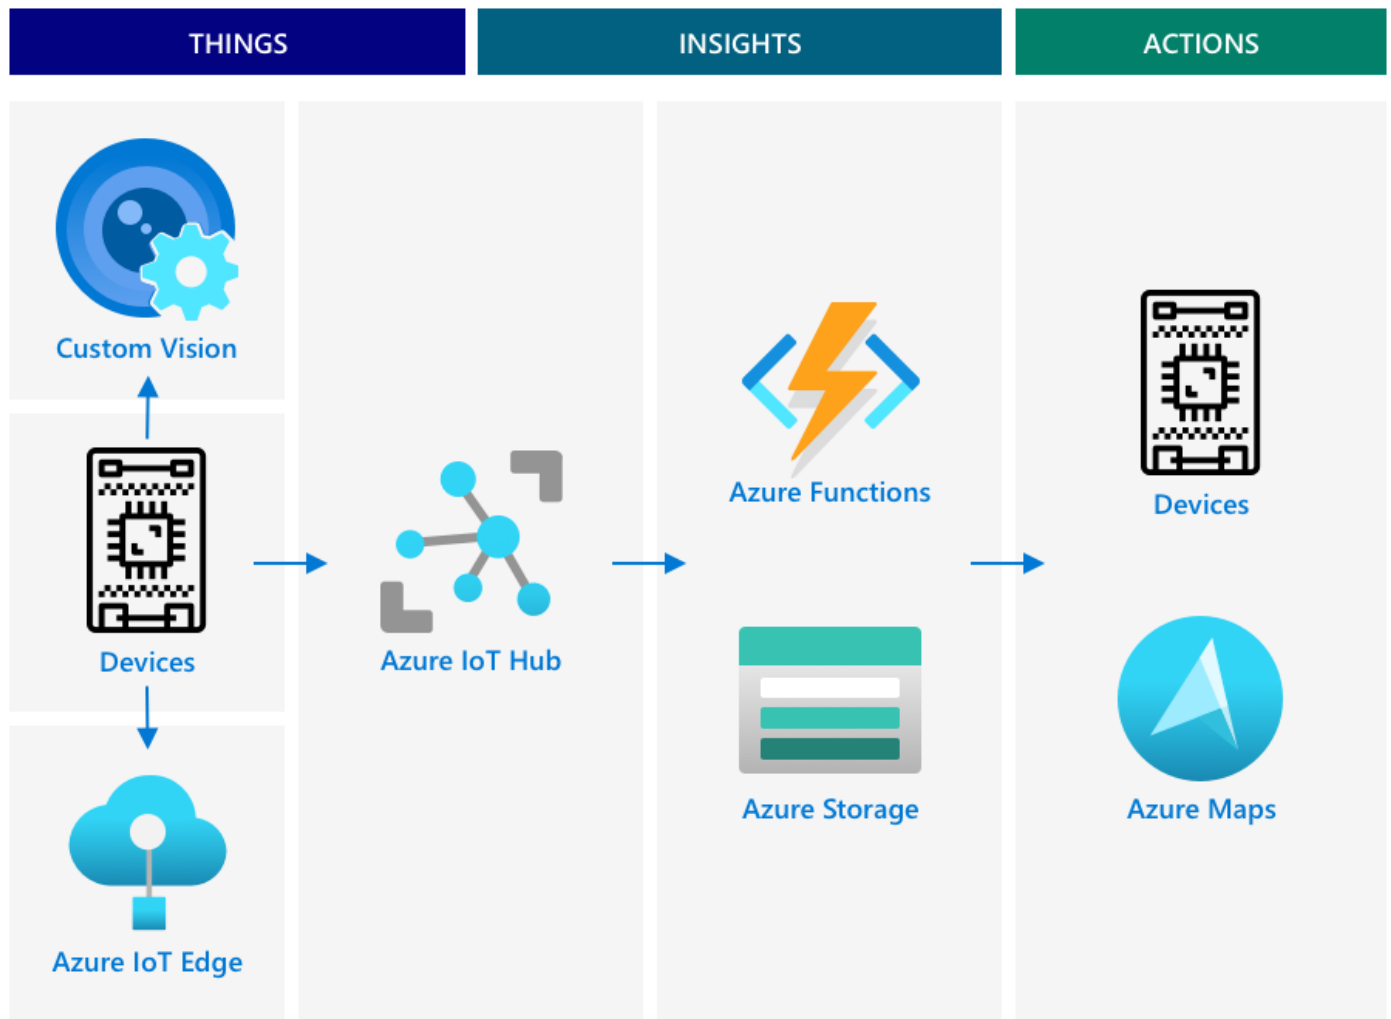 THINGS
INSIGHTS
ACTIONS
Custom Vision
Devices
Azure IoT Edge
Azure IoT Hub
Azure Functions
Azure Storage
Devices
Azure Maps